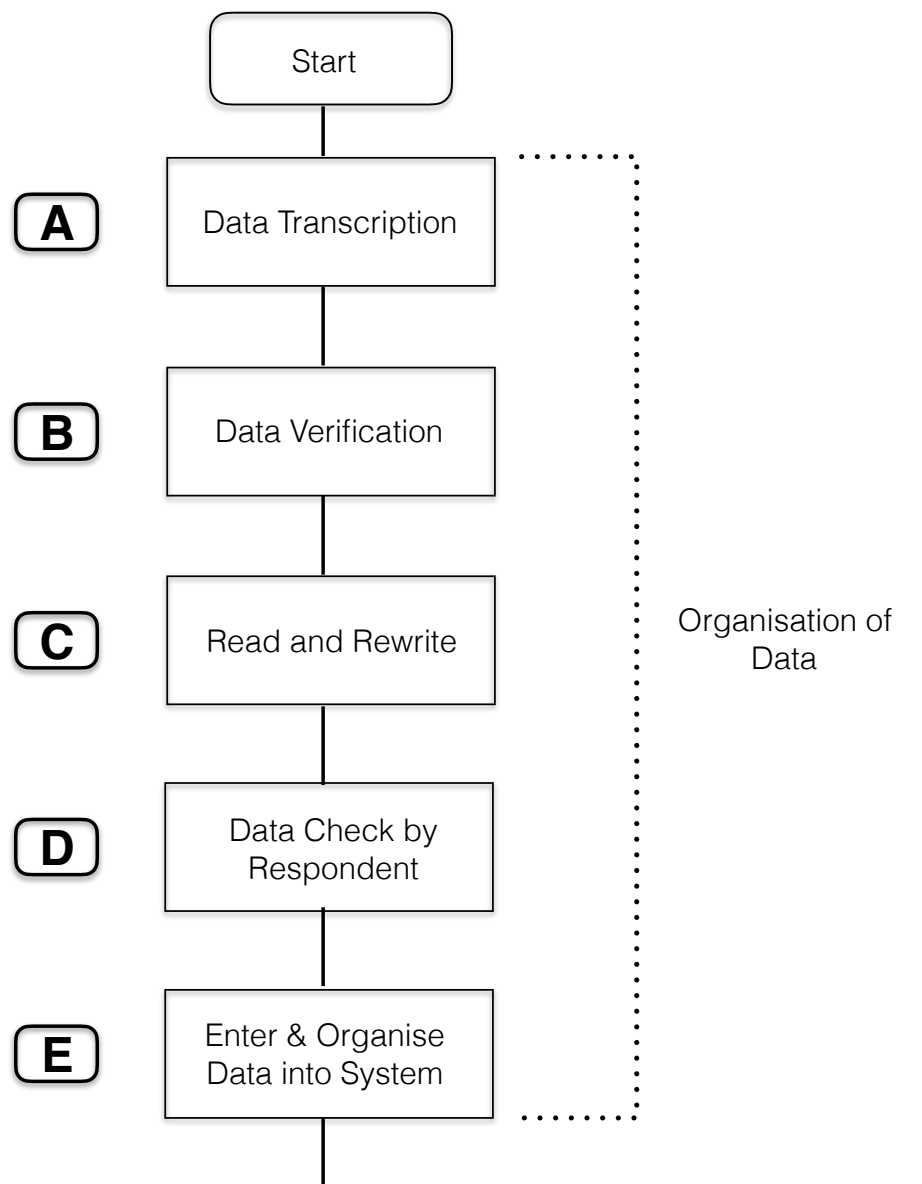 Start
A
Data Transcription
B
Data Verification
C
Read and Rewrite
Organisation of
Data
D
Data Check by
Respondent
E
Enter & Organise
Data into System